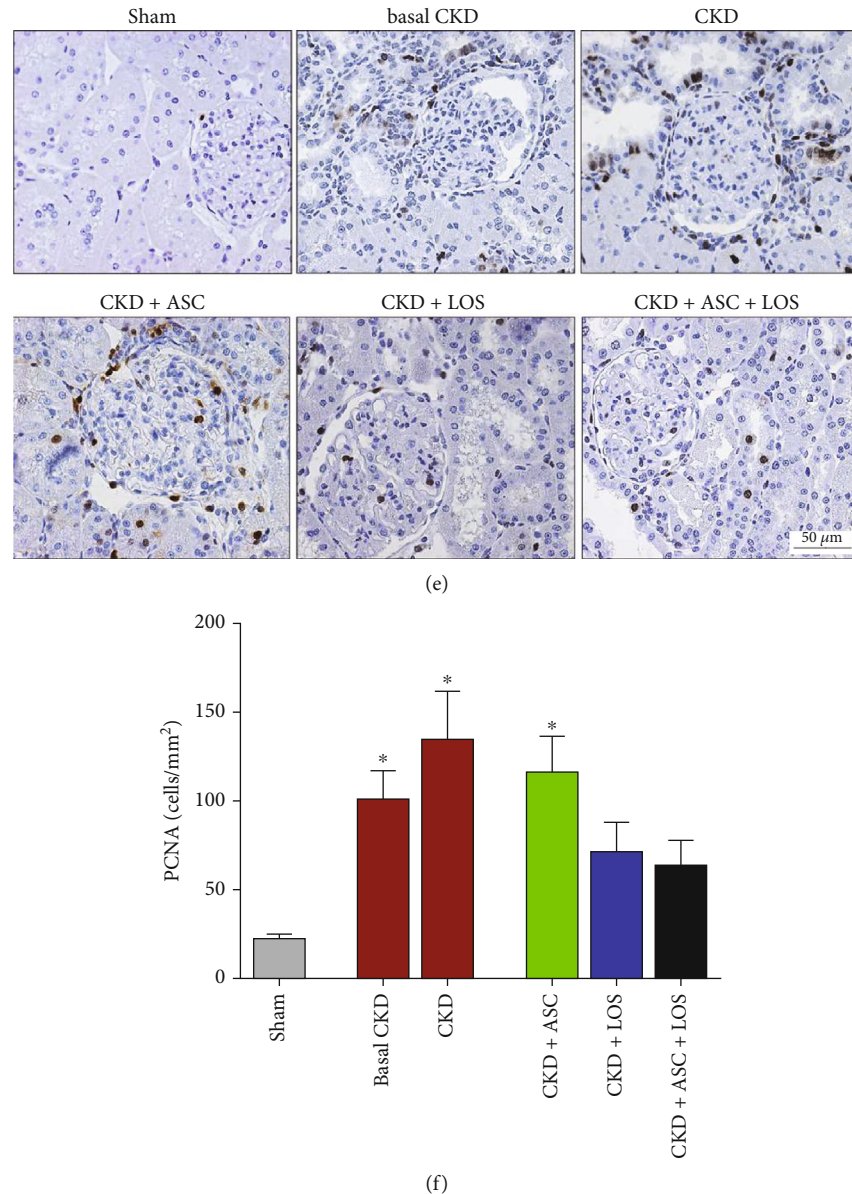 Sham
basal CKD
CKD
CKD + ASC
CKD + LOS
CKD + ASC + LOS
50 µm
(e)
200
150
100
50
0
PCNA (cells/mm²)
*
*
*
Sham
Basal CKD
CKD
CKD + ASC
CKD + LOS
CKD + ASC + LOS
(f)